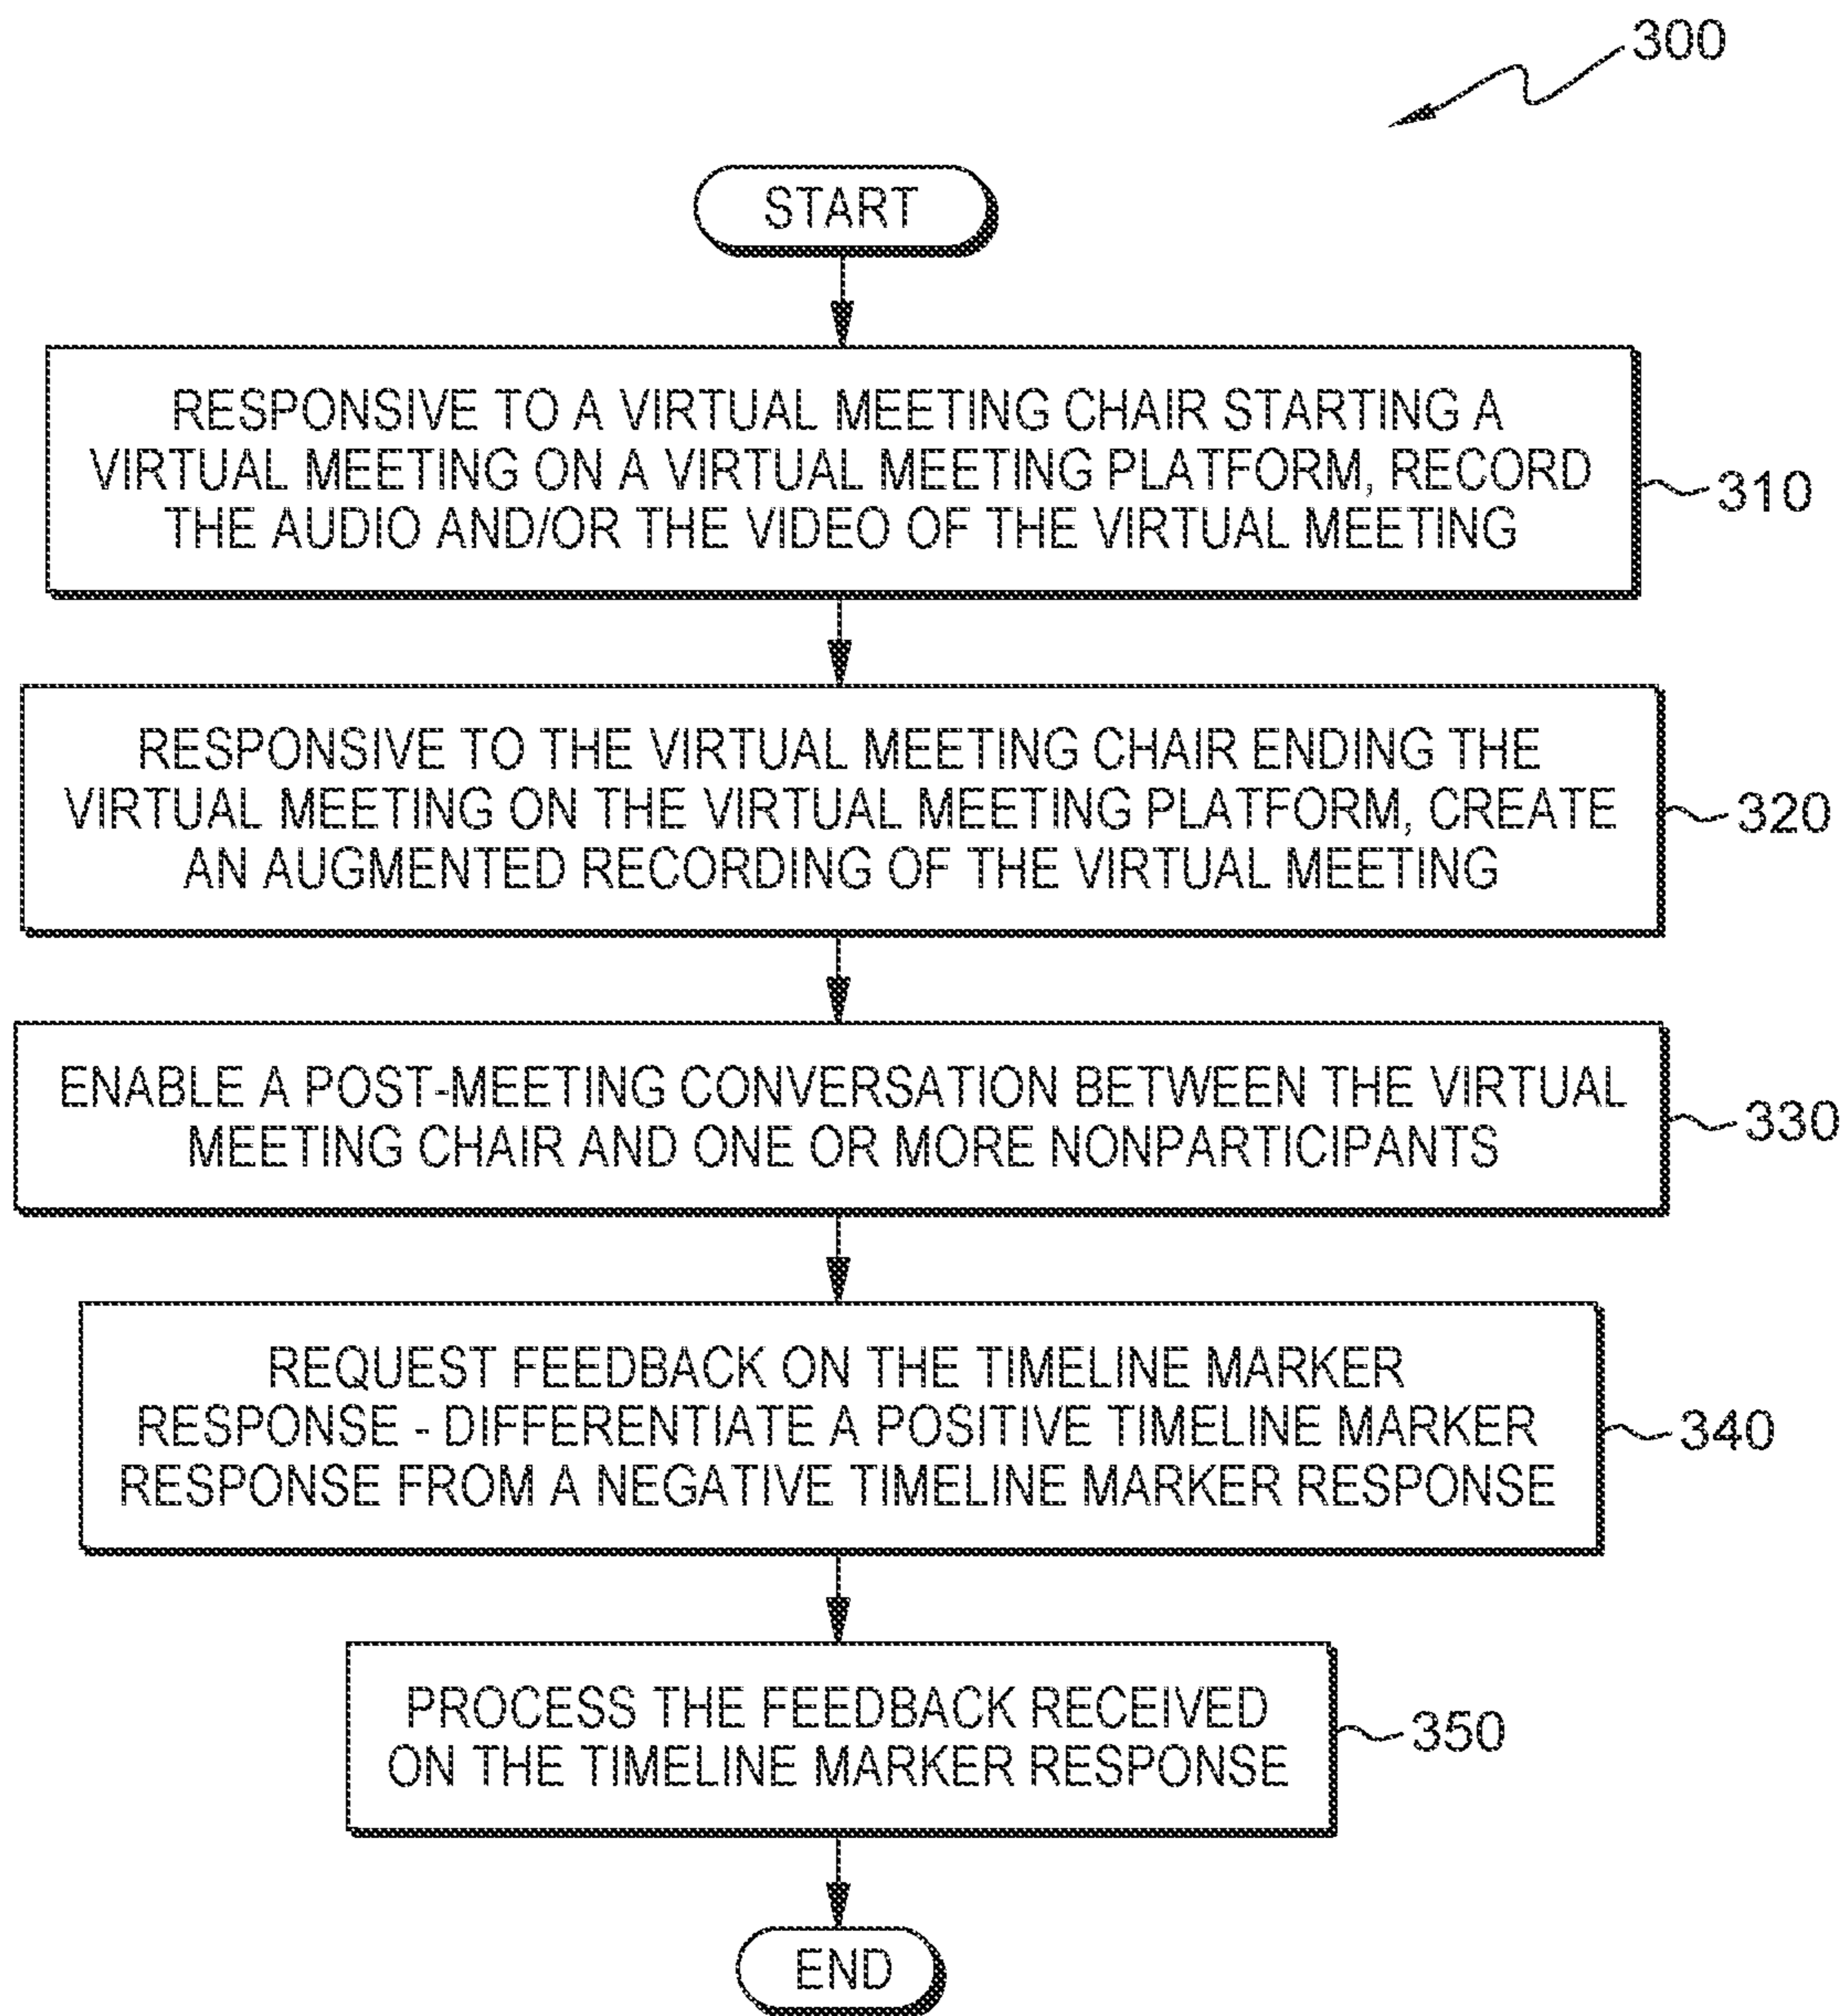 300
START
RESPONSIVE TO A VIRTUAL MEETING CHAIR STARTING A
VIRTUAL MEETING ON A VIRTUAL MEETING PLATFORM, RECORD
THE AUDIO AND/OR THE VIDEO OF THE VIRTUAL MEETING
310
RESPONSIVE TO THE VIRTUAL MEETING CHAIR ENDING THE
VIRTUAL MEETING ON THE VIRTUAL MEETING PLATFORM, CREATE
AN AUGMENTED RECORDING OF THE VIRTUAL MEETING
320
ENABLE A POST-MEETING CONVERSATION BETWEEN THE VIRTUAL
MEETING CHAIR AND ONE OR MORE NONPARTICIPANTS
330
REQUEST FEEDBACK ON THE TIMELINE MARKER
RESPONSE - DIFFERENTIATE A POSITIVE TIMELINE MARKER
RESPONSE FROM A NEGATIVE TIMELINE MARKER RESPONSE
340
PROCESS THE FEEDBACK RECEIVED
ON THE TIMELINE MARKER RESPONSE
350
END